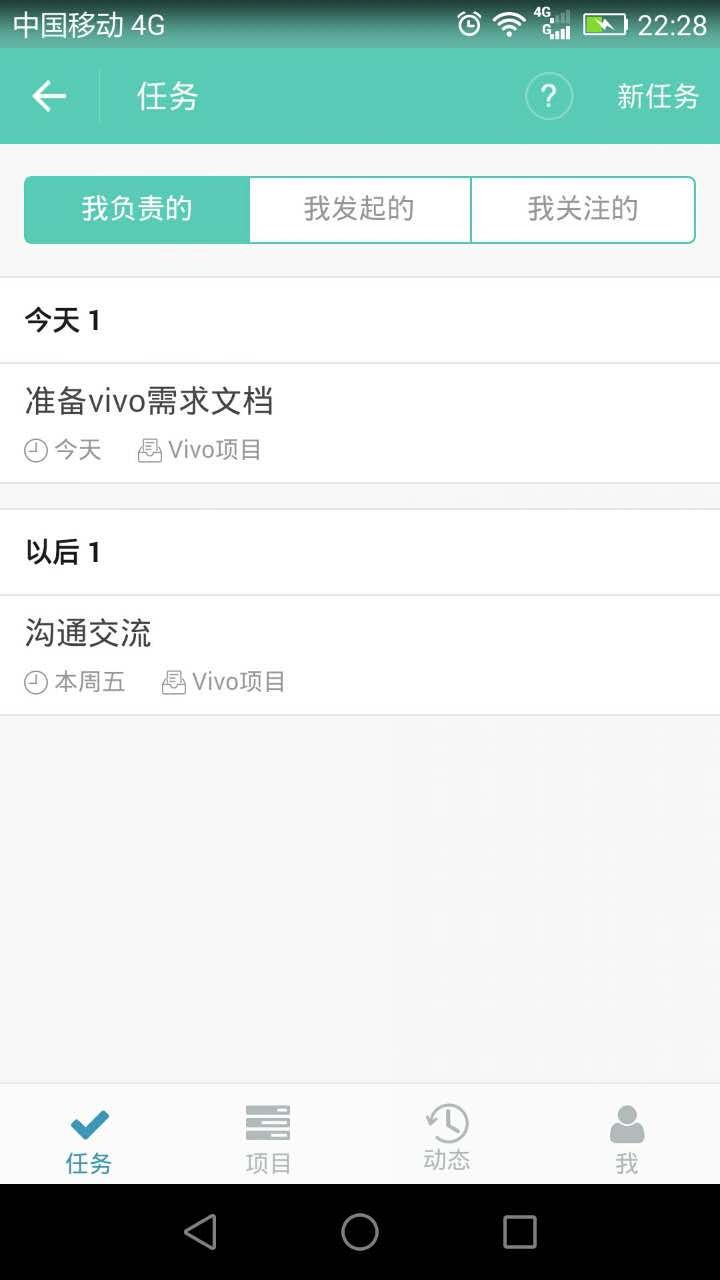 中国移动 4G 4G G 22:28
任务 ? 新任务
我负责的 我发起的 我关注的
今天 1
准备vivo需求文档
今天 Vivo项目
以后 1
沟通交流
本周五 Vivo项目
任务 项目 动态 我